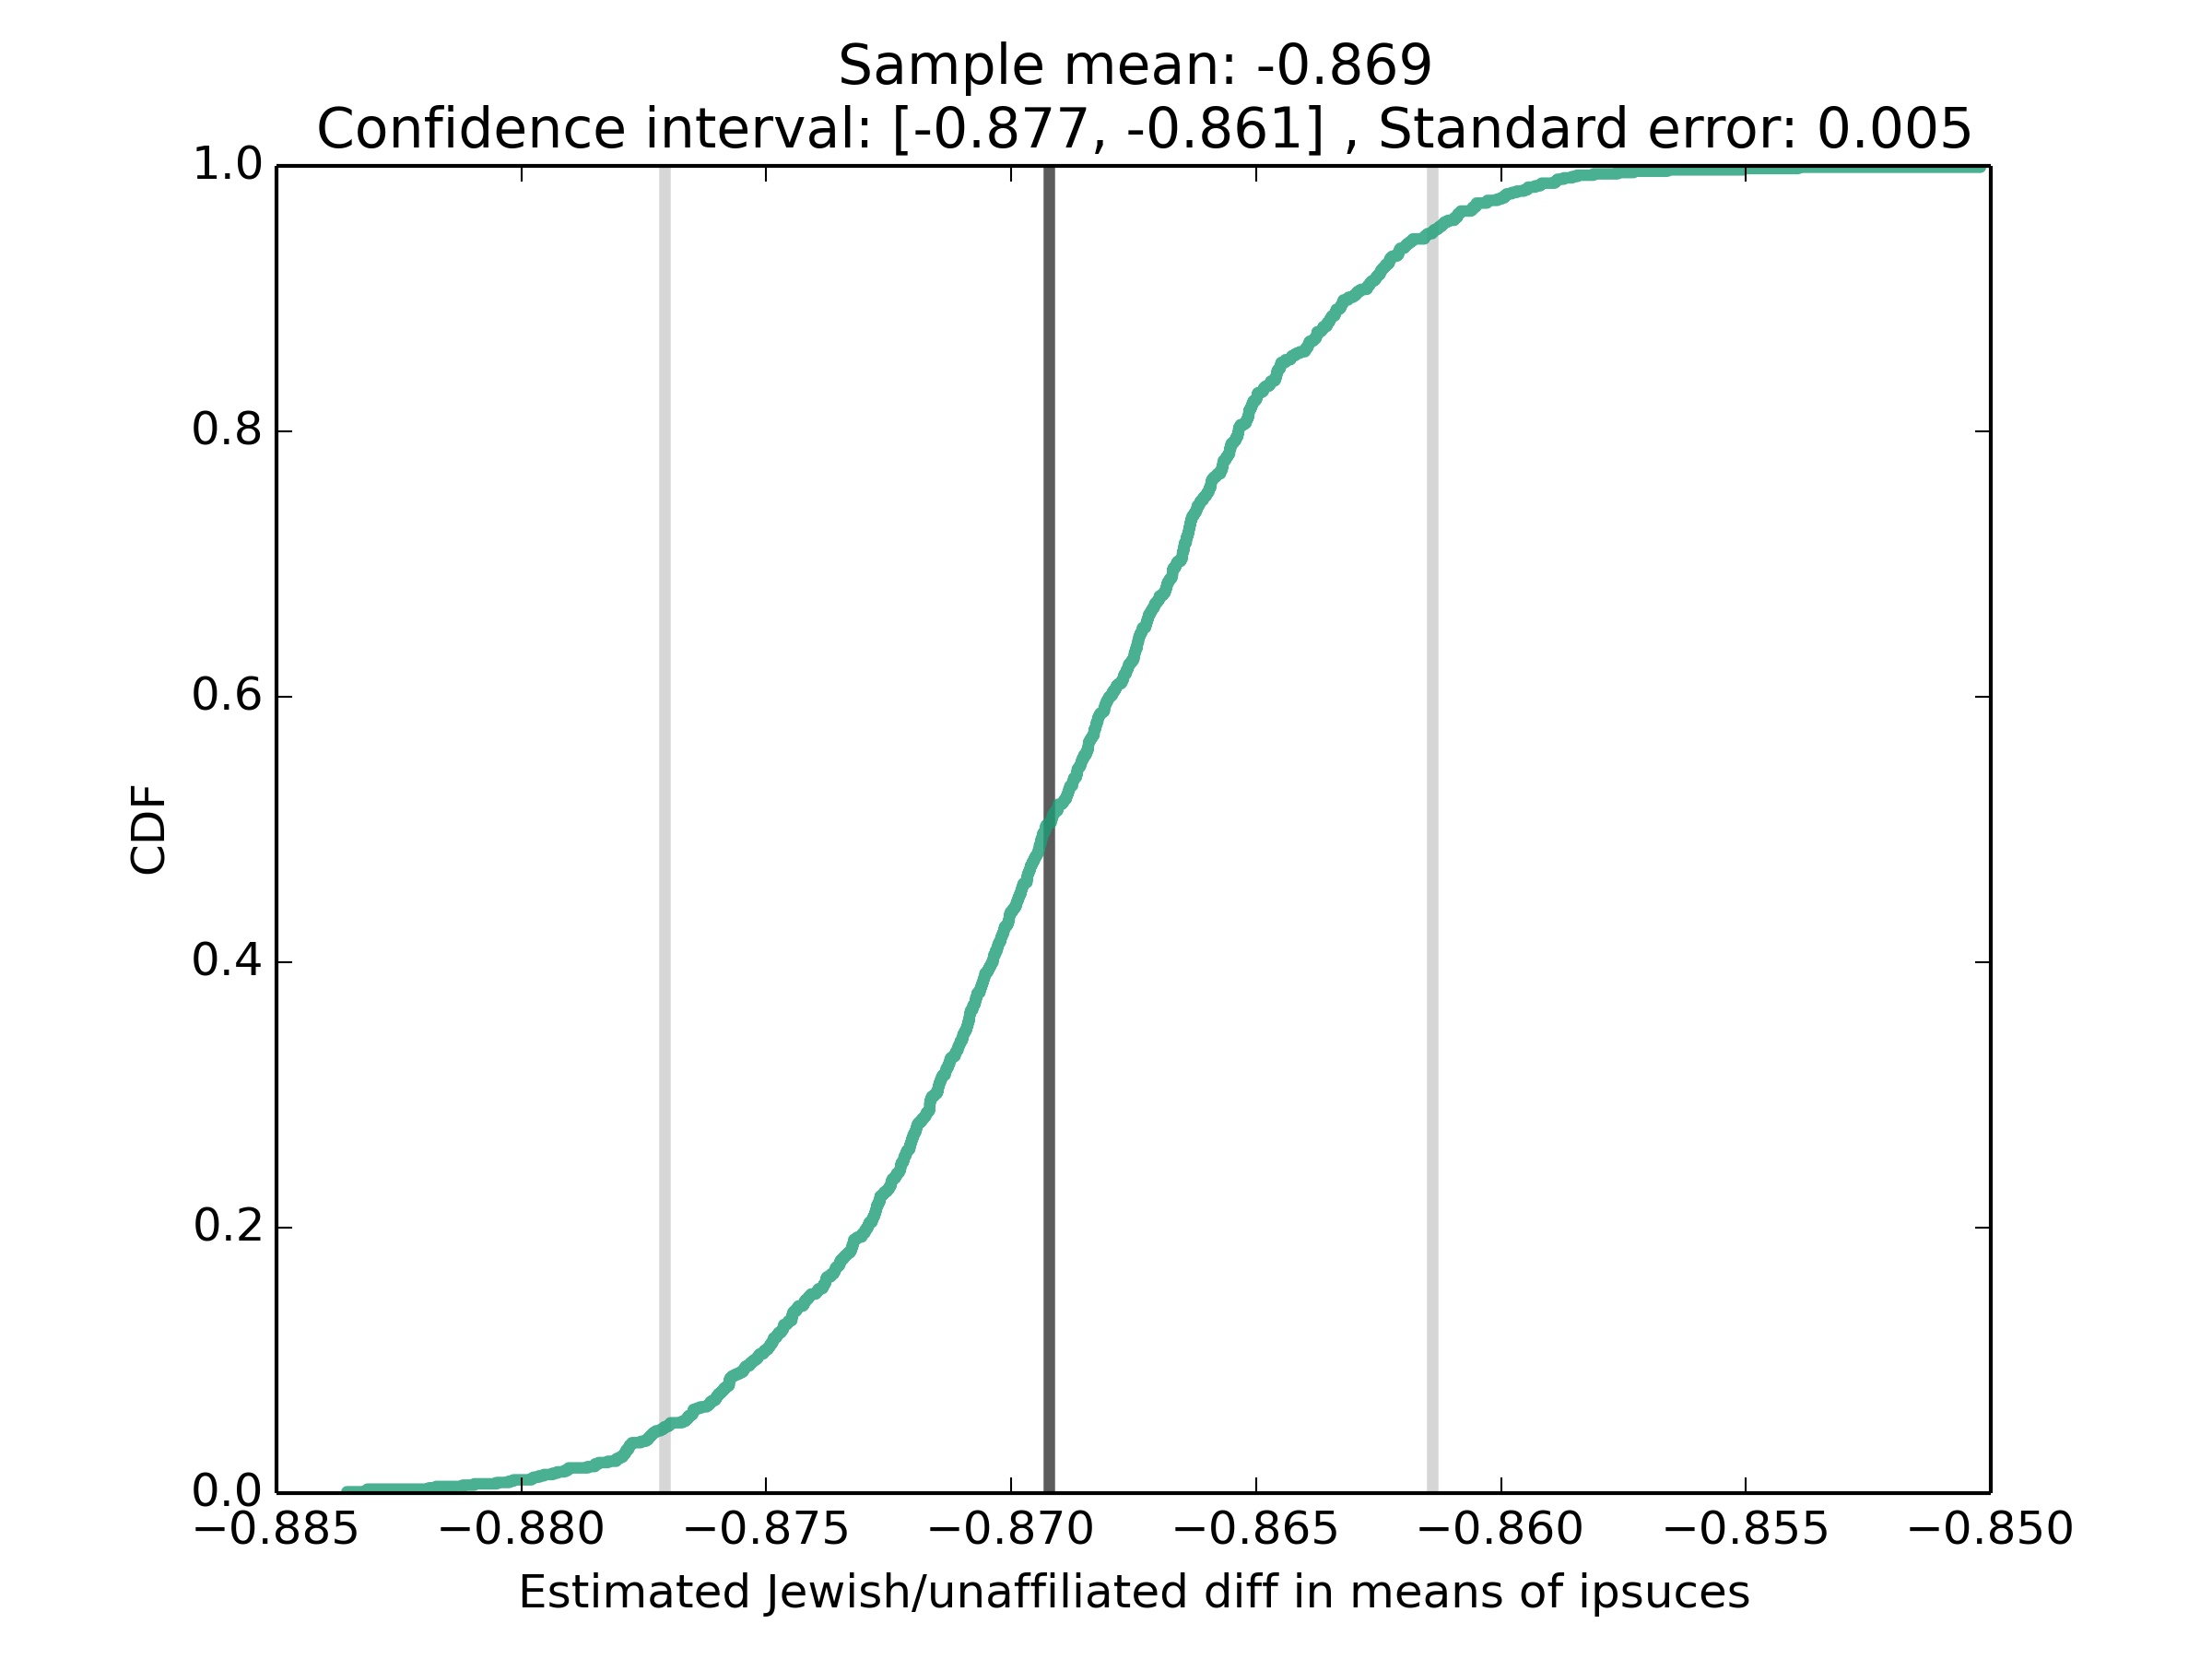 Sample mean: -0.869
Confidence interval: [-0.877, -0.861] , Standard error: 0.005
1.0
0.8
0.6
0.4
0.2
0.0
CDF
−0.885 −0.880 −0.875 −0.870 −0.865 −0.860 −0.855 −0.850
Estimated Jewish/unaffiliated diff in means of ipsuces